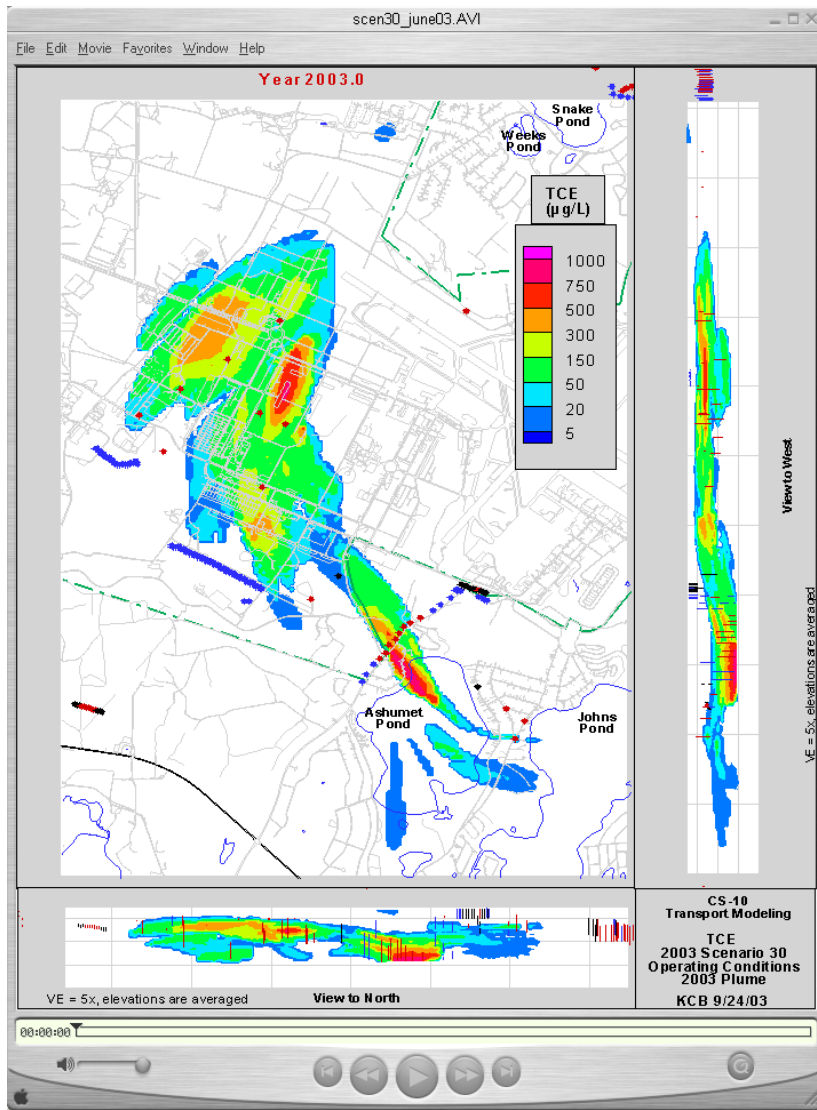 scen30_june03.AVI
File Edit Movie Favorites Window Help
Year 2003.0
Snake
Pond
Weeks
Pond
TCE
(µg/L)
1000
750
500
300
150
50
20
5
Ashumet
Pond
Johns
Pond
View to West
VE = 5x, elevations are averaged
VE = 5x, elevations are averaged
View to North
CS-10
Transport Modeling
TCE
2003 Scenario 30
Operating Conditions
2003 Plume
KCB 9/24/03
00:00:00